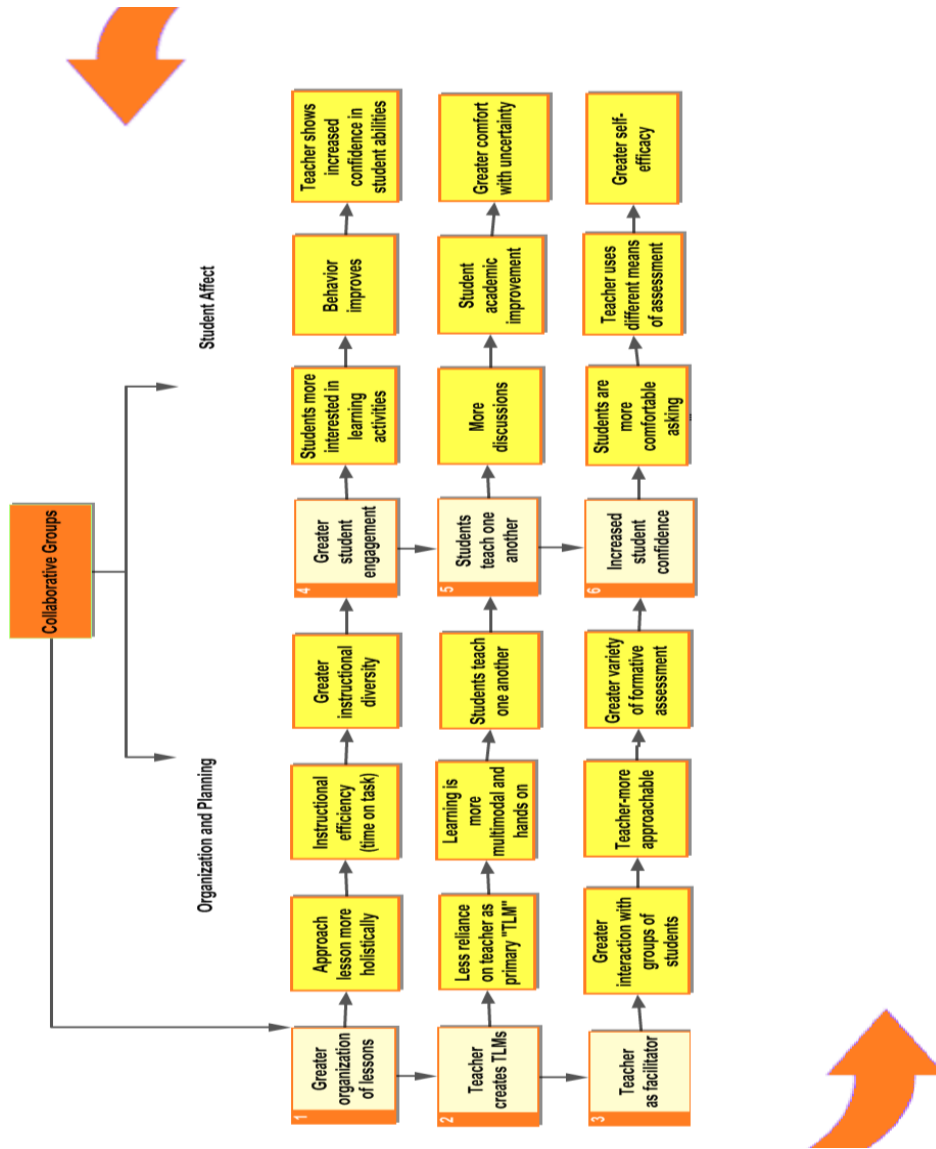 Collaborative Groups
Organization and Planning
Student Affect
1
Greater
organization
of lessons
Approach
lesson more
holistically
Instructional
efficiency
(time on task)
Greater
instructional
diversity
4
Greater
student
engagement
Students more
interested in
learning
activities
Behavior
improves
Teacher shows
increased
confidence in
student abilities
2
Teacher
creates TLMs
Less reliance
on teacher as
primary "TLM"
Learning is
more
multimodal and
hands on
Students teach
one another
5
Students
teach one
another
More
discussions
Student
academic
improvement
Greater comfort
with uncertainty
3
Teacher
as facilitator
Greater
interaction with
groups of
students
Teacher-more
approachable
Greater variety
of formative
assessment
6
Increased
student
confidence
Students are
more
comfortable
asking
Teacher uses
different means
of assessment
Greater self-
efficacy